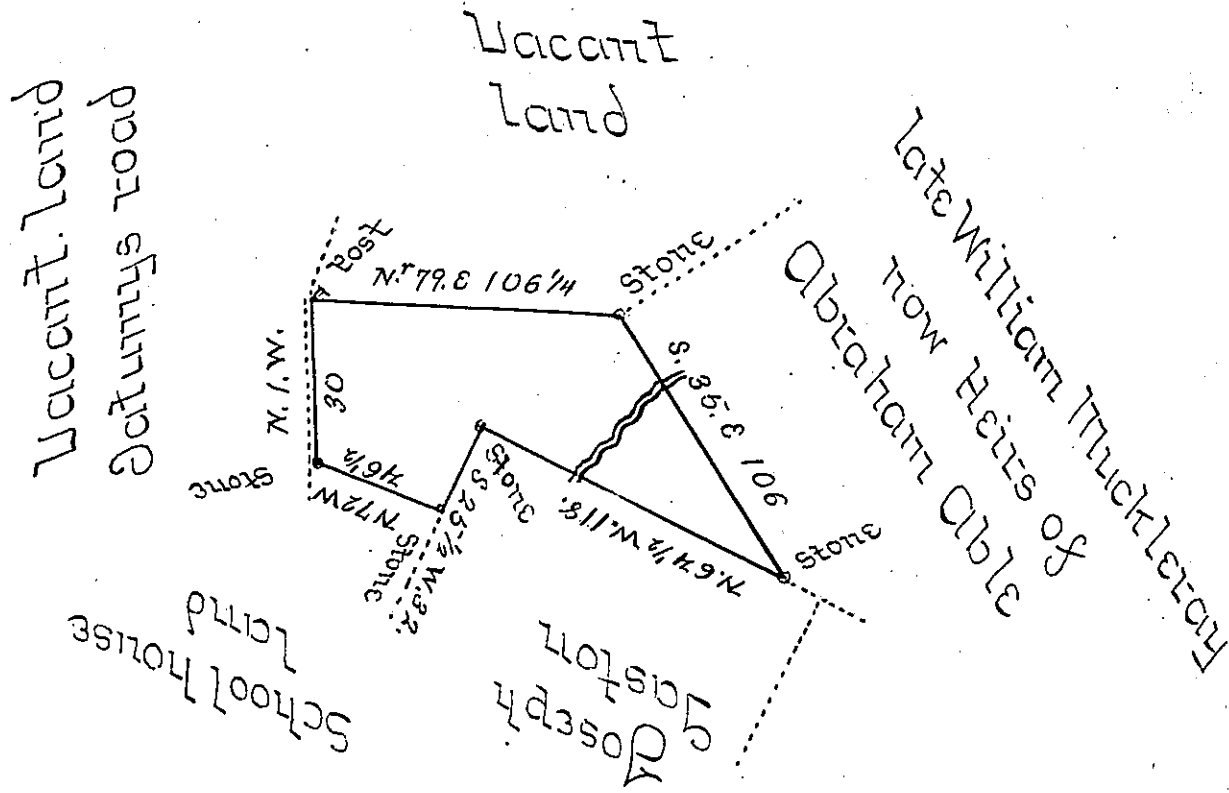 Vacant
land
Vacant. land
Tatumys road
Post
N.r 79. E 106 1/4
Stone
late William Muckleray
now Heirs of
Abraham Able
N. 1. W.
30
S. 35. E 106
Stone
N 72 W
46 1/2
Stone
S 25 1/2 W. 32.
Stone
N. 64 1/2 W. 118.
Stone
School house
land
Joseph
Gaston